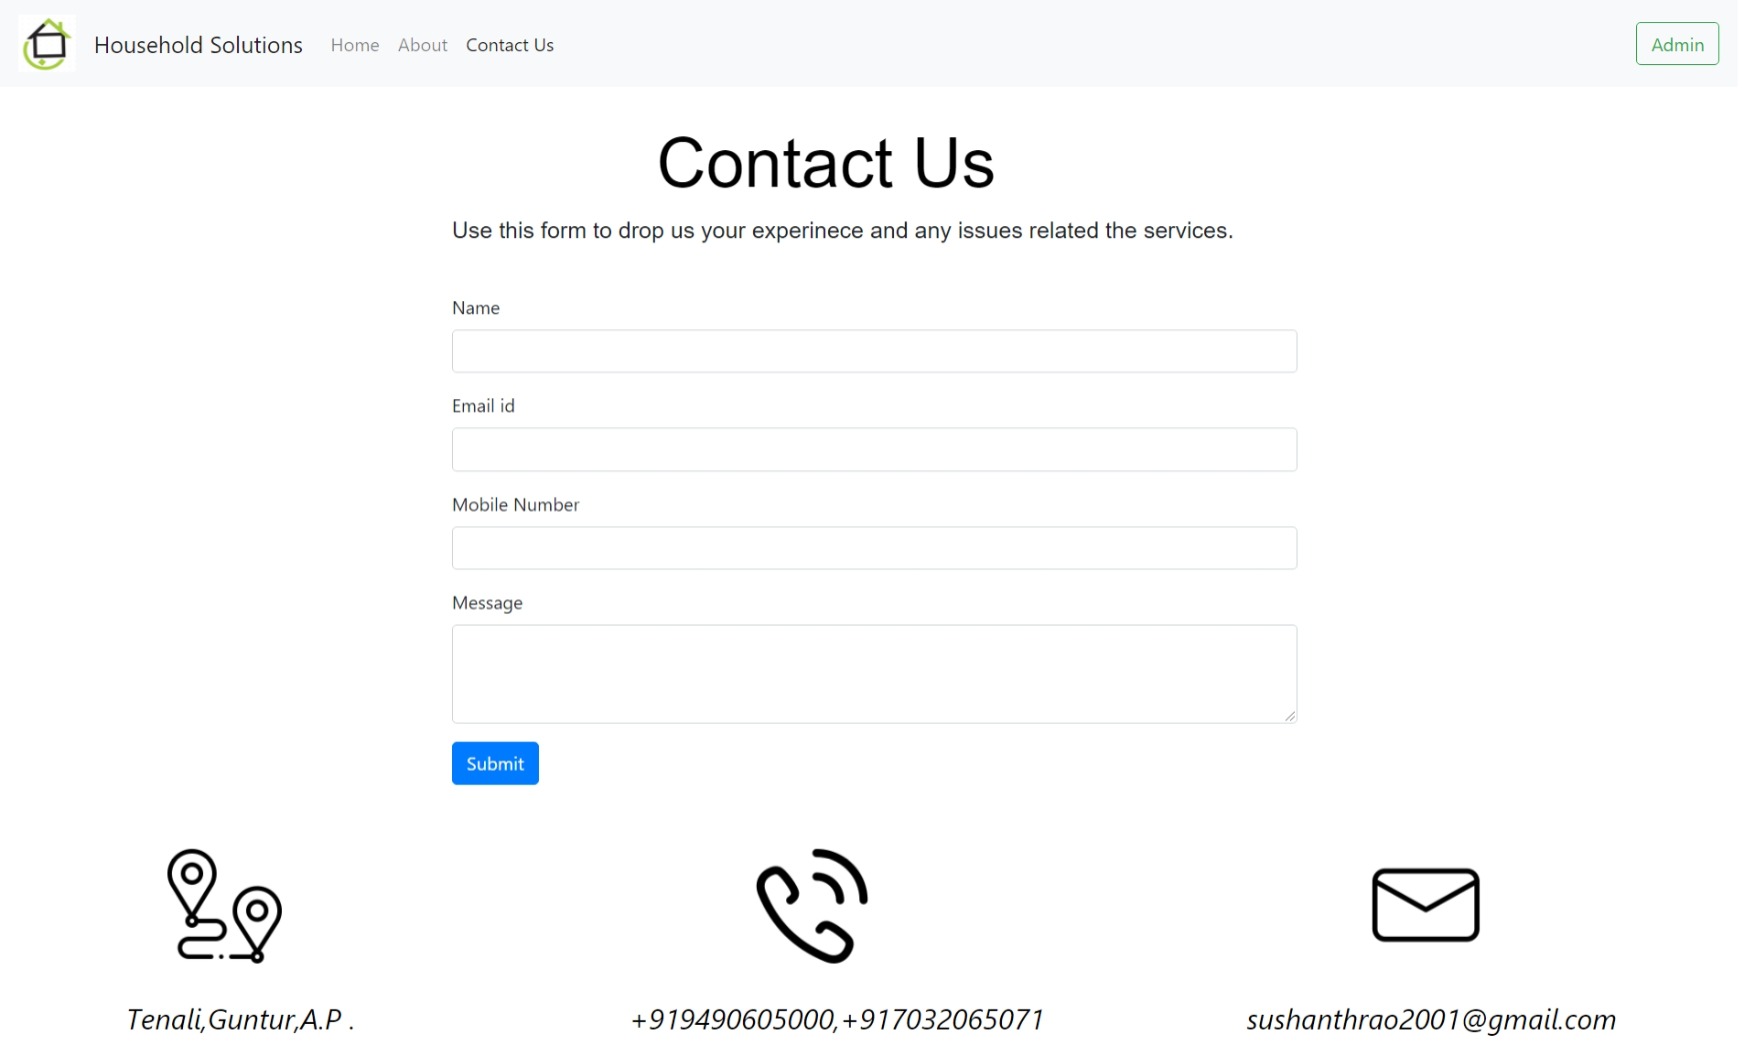 Household Solutions Home About Contact Us Admin
Contact Us
Use this form to drop us your experinece and any issues related the services.
Name
Email id
Mobile Number
Message
Submit
Tenali,Guntur,A.P . +919490605000,+917032065071 sushanthrao2001@gmail.com